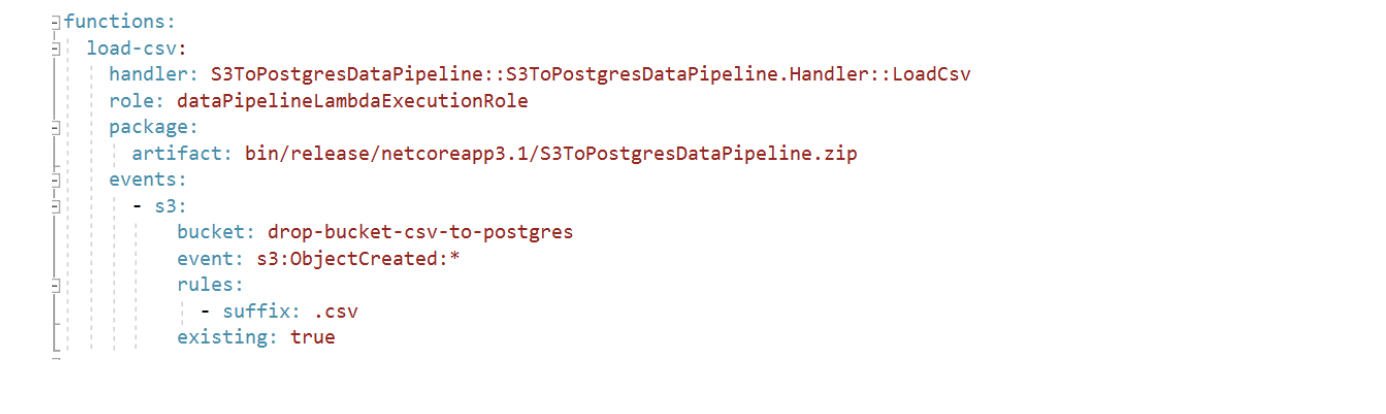 functions:
  load-csv:
    handler: S3ToPostgresDataPipeline::S3ToPostgresDataPipeline.Handler::LoadCsv
    role: dataPipelineLambdaExecutionRole
    package:
      artifact: bin/release/netcoreapp3.1/S3ToPostgresDataPipeline.zip
    events:
      - s3:
          bucket: drop-bucket-csv-to-postgres
          event: s3:ObjectCreated:*
          rules:
            - suffix: .csv
          existing: true